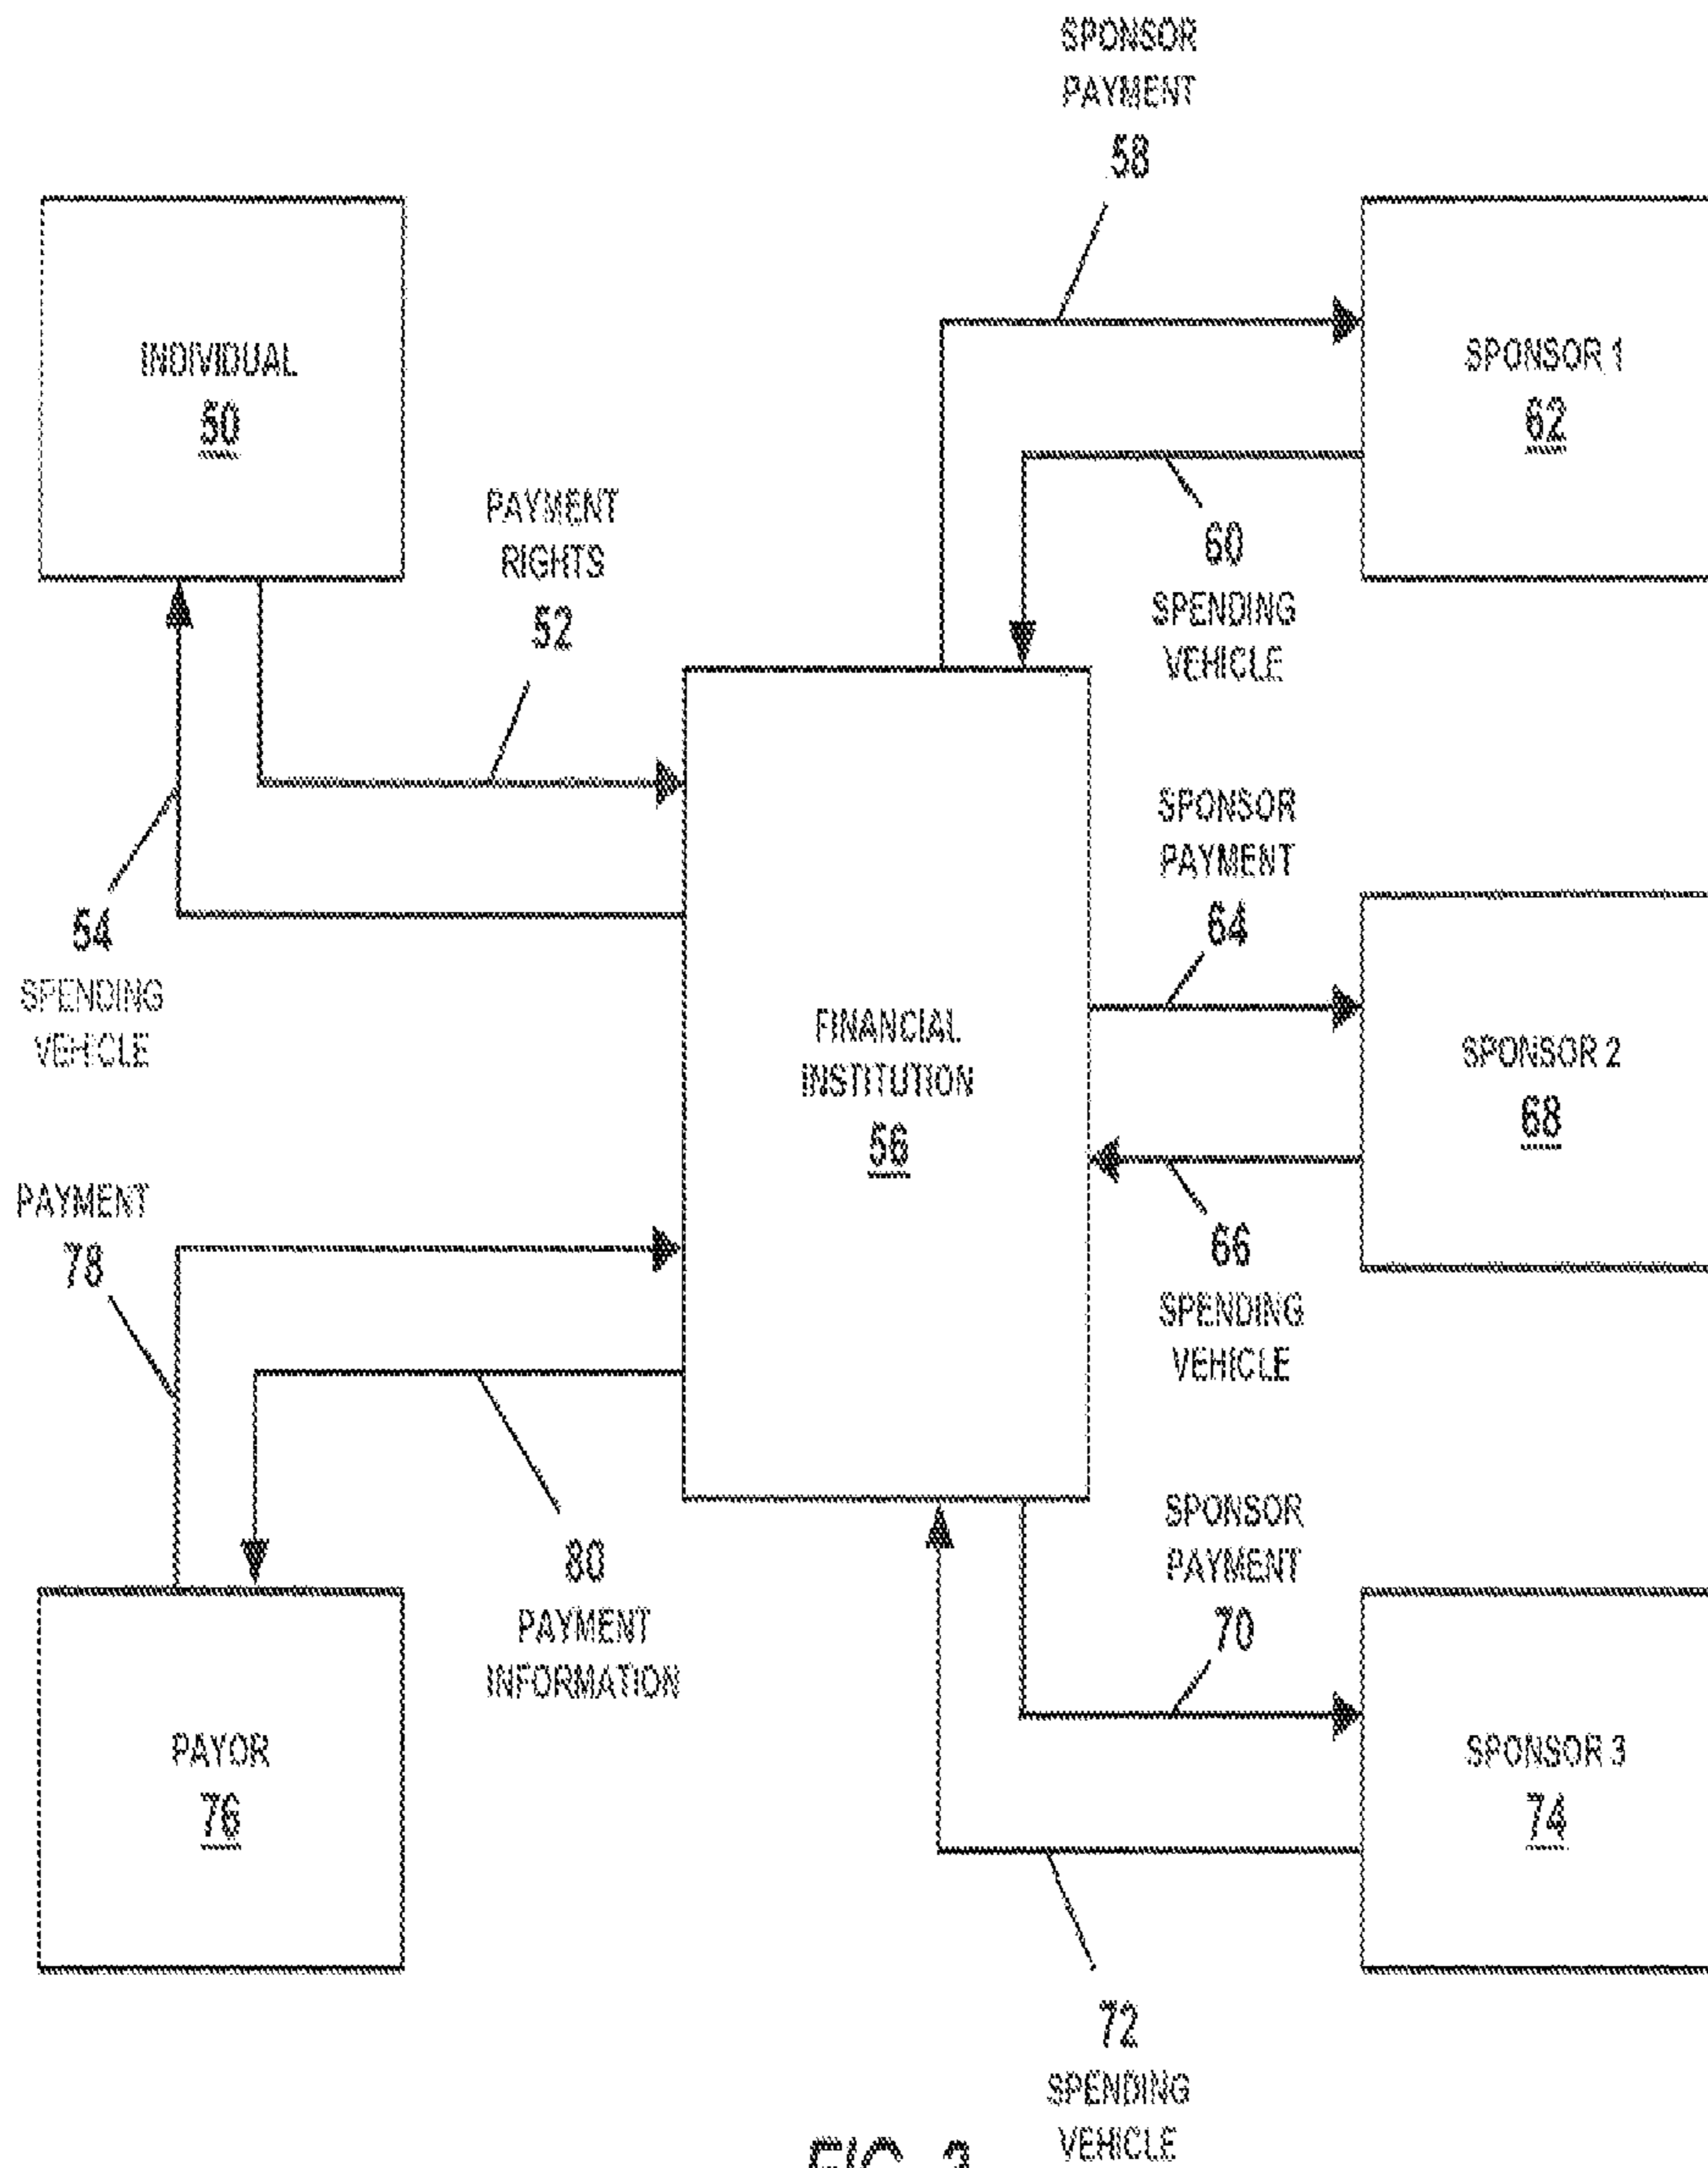 SPONSOR
PAYMENT
58
INDIVIDUAL
50
SPONSOR 1
62
PAYMENT
RIGHTS
52
60
SPENDING
VEHICLE
SPONSOR
PAYMENT
64
54
SPENDING
VEHICLE
FINANCIAL
INSTITUTION
56
SPONSOR 2
68
PAYMENT
78
66
SPENDING
VEHICLE
SPONSOR
PAYMENT
70
80
PAYMENT
INFORMATION
PAYOR
76
SPONSOR 3
74
72
SPENDING
VEHICLE